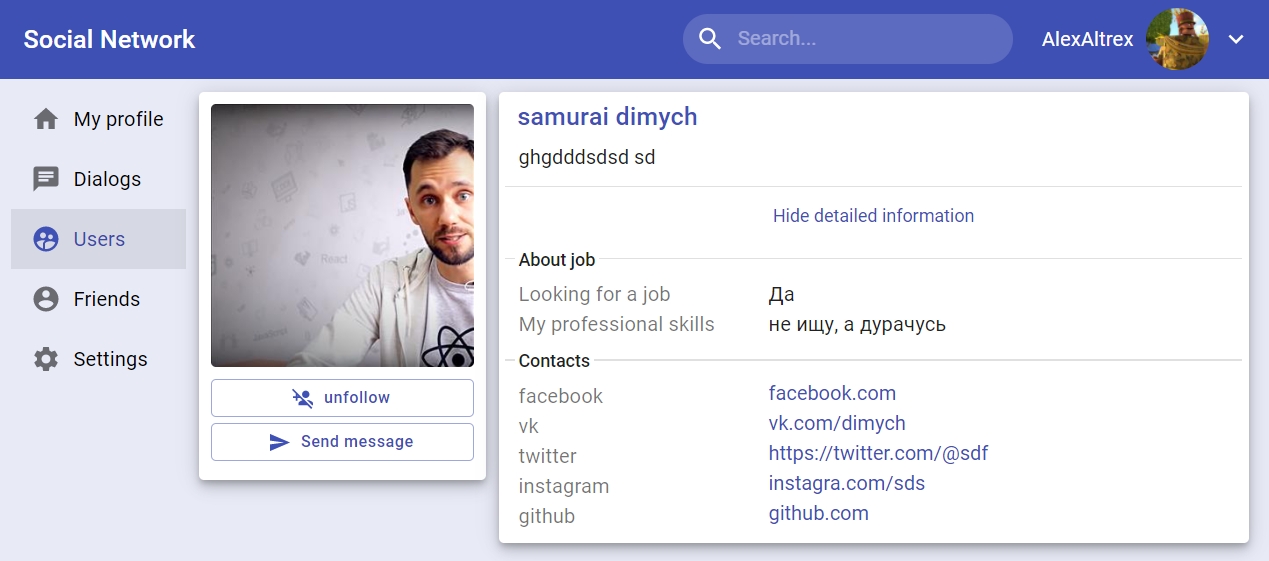 Social Network
Search...
AlexAltrex
My profile
Dialogs
Users
Friends
Settings
React
JavaScript
unfollow
Send message
samurai dimych
ghgdddsdsd sd
Hide detailed information
About job
Looking for a job Да
My professional skills не ищу, а дурачусь
Contacts
facebook facebook.com
vk vk.com/dimych
twitter https://twitter.com/@sdf
instagram instagra.com/sds
github github.com